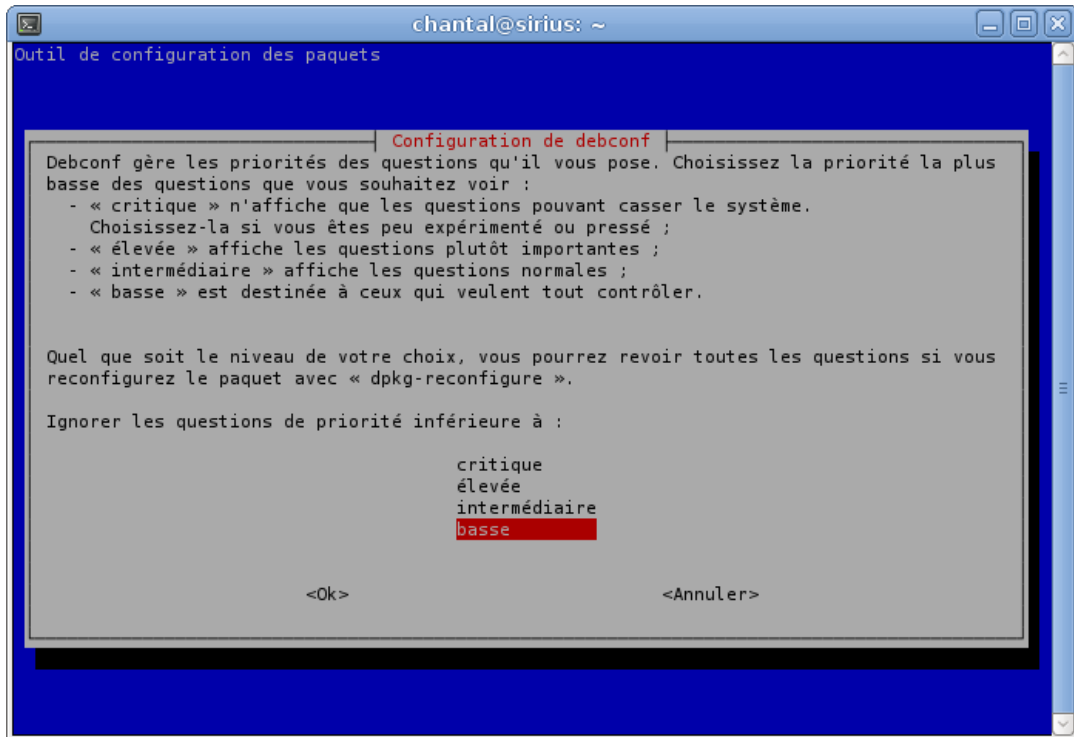 chantal@sirius: ~
Outil de configuration des paquets
Configuration de debconf
Debconf gère les priorités des questions qu'il vous pose. Choisissez la priorité la plus
basse des questions que vous souhaitez voir :
- « critique » n'affiche que les questions pouvant casser le système.
Choisissez-la si vous êtes peu expérimenté ou pressé ;
- « élevée » affiche les questions plutôt importantes ;
- « intermédiaire » affiche les questions normales ;
- « basse » est destinée à ceux qui veulent tout contrôler.
Quel que soit le niveau de votre choix, vous pourrez revoir toutes les questions si vous
reconfigurez le paquet avec « dpkg-reconfigure ».
Ignorer les questions de priorité inférieure à :
critique
élevée
intermédiaire
basse
<Ok> <Annuler>